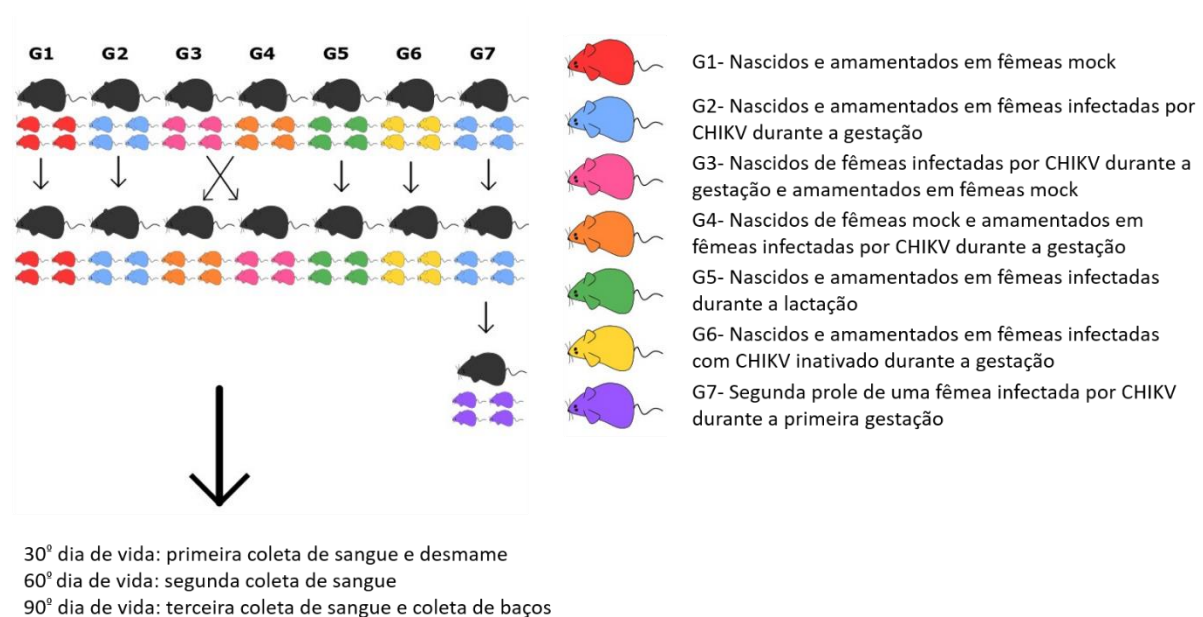 G1 G2 G3 G4 G5 G6 G7
G1- Nascidos e amamentados em fêmeas mock
G2- Nascidos e amamentados em fêmeas infectadas por
CHIKV durante a gestação
G3- Nascidos de fêmeas infectadas por CHIKV durante a
gestação e amamentados em fêmeas mock
G4- Nascidos de fêmeas mock e amamentados em
fêmeas infectadas por CHIKV durante a gestação
G5- Nascidos e amamentados em fêmeas infectadas
durante a lactação
G6- Nascidos e amamentados em fêmeas infectadas
com CHIKV inativado durante a gestação
G7- Segunda prole de uma fêmea infectada por CHIKV
durante a primeira gestação
30º dia de vida: primeira coleta de sangue e desmame
60º dia de vida: segunda coleta de sangue
90º dia de vida: terceira coleta de sangue e coleta de baços